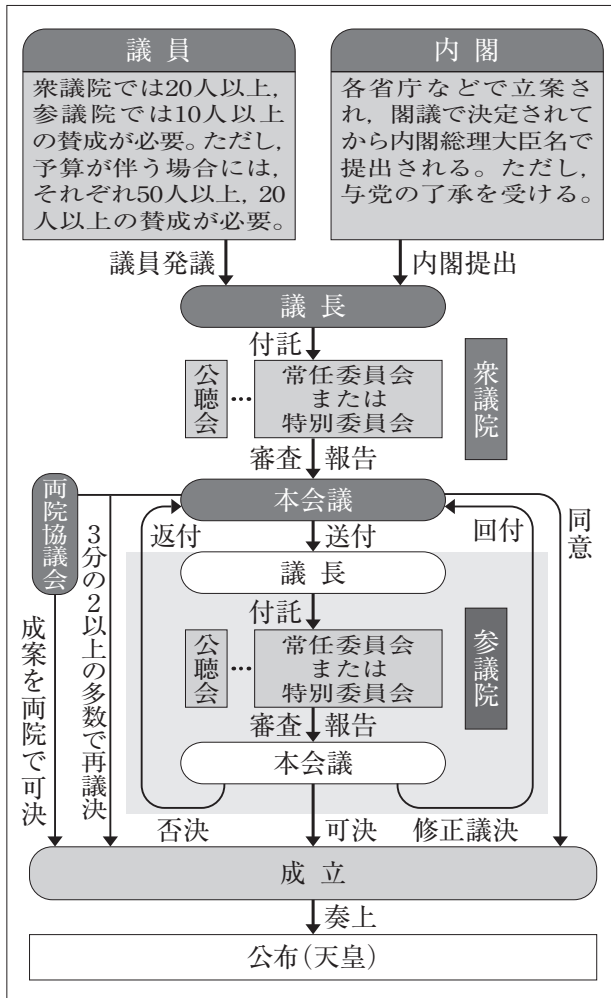 議員
衆議院では20人以上,
参議院では10人以上
の賛成が必要。ただし,
予算が伴う場合には,
それぞれ50人以上, 20
人以上の賛成が必要。
内閣
各省庁などで立案さ
れ, 閣議で決定されて
から内閣総理大臣名で
提出される。ただし,
与党の了承を受ける。
議員発議
内閣提出
議長
付託
公聴会
…
常任委員会
または
特別委員会
衆議院
審査
報告
両院協議会
本会議
返付
送付
回付
同意
3分の2以上の多数で再議決
成案を両院で可決
議長
付託
公聴会
…
常任委員会
または
特別委員会
参議院
審査
報告
本会議
否決
可決
修正議決
成立
奏上
公布(天皇)